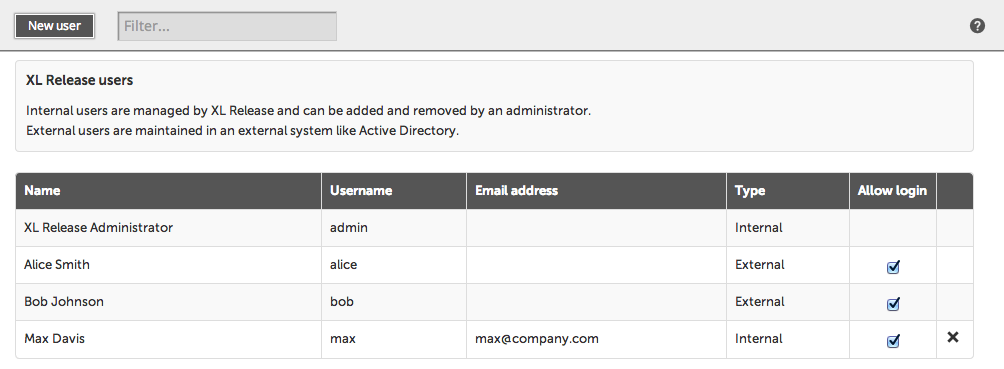 New user Filter... ?
XL Release users
Internal users are managed by XL Release and can be added and removed by an administrator.
External users are maintained in an external system like Active Directory.
Name Username Email address Type Allow login
XL Release Administrator admin Internal
Alice Smith alice External
Bob Johnson bob External
Max Davis max max@company.com Internal